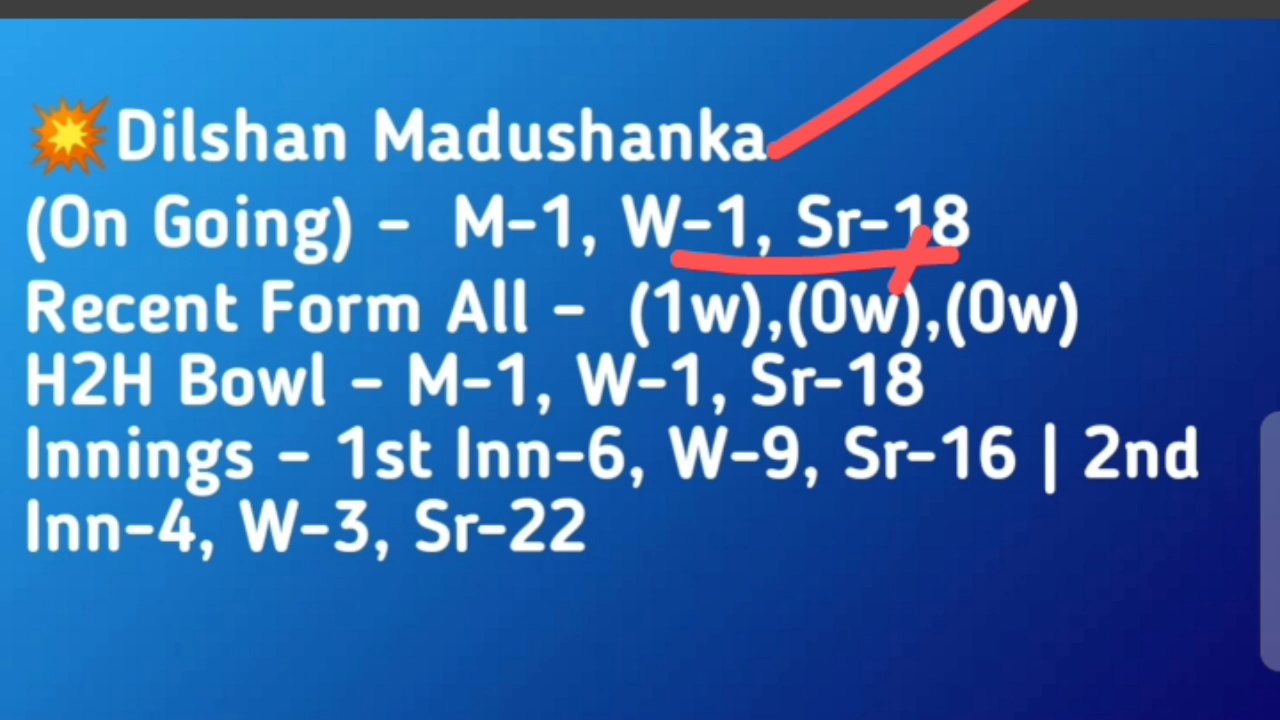 💥Dilshan Madushanka
(On Going) - M-1, W-1, Sr-18
Recent Form All - (1w),(0w),(0w)
H2H Bowl - M-1, W-1, Sr-18
Innings - 1st Inn-6, W-9, Sr-16 | 2nd
Inn-4, W-3, Sr-22